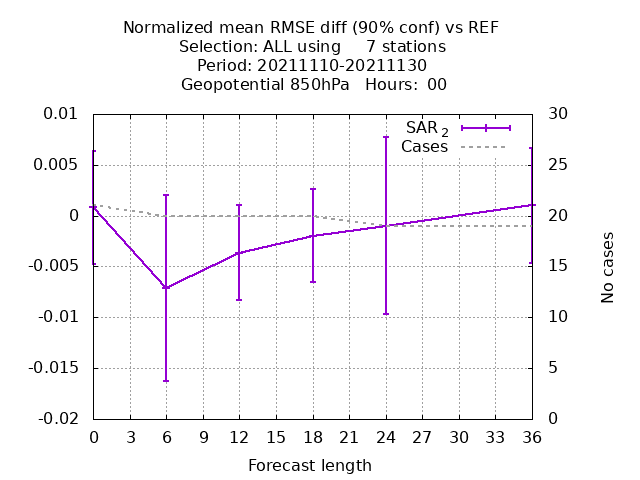 Normalized mean RMSE diff (90% conf) vs REF
Selection: ALL using     7 stations
Period: 20211110-20211130
Geopotential 850hPa   Hours:  00
0.01
0.005
0
-0.005
-0.01
-0.015
-0.02
SAR 2
Cases
30
25
20
15
10
5
0
No cases
0 3 6 9 12 15 18 21 24 27 30 33 36
Forecast length